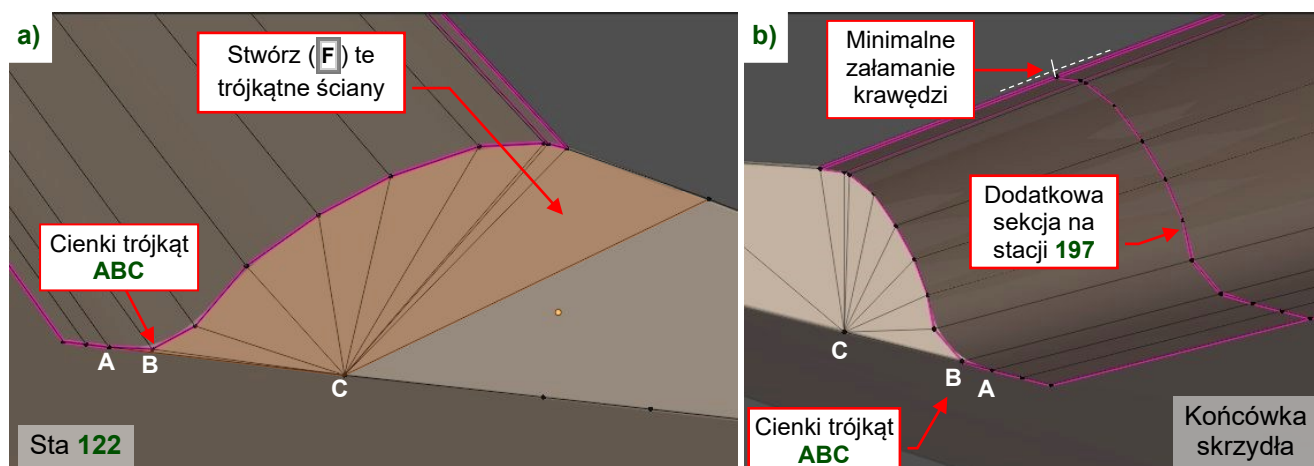 a)
Stwórz (F) te
trójkątne ściany
Cienki trójkąt
ABC
A
B
C
Sta 122
b)
Minimalne
załamanie
krawędzi
Dodatkowa
sekcja na
stacji 197
C
B
A
Cienki trójkąt
ABC
Końcówka
skrzydła